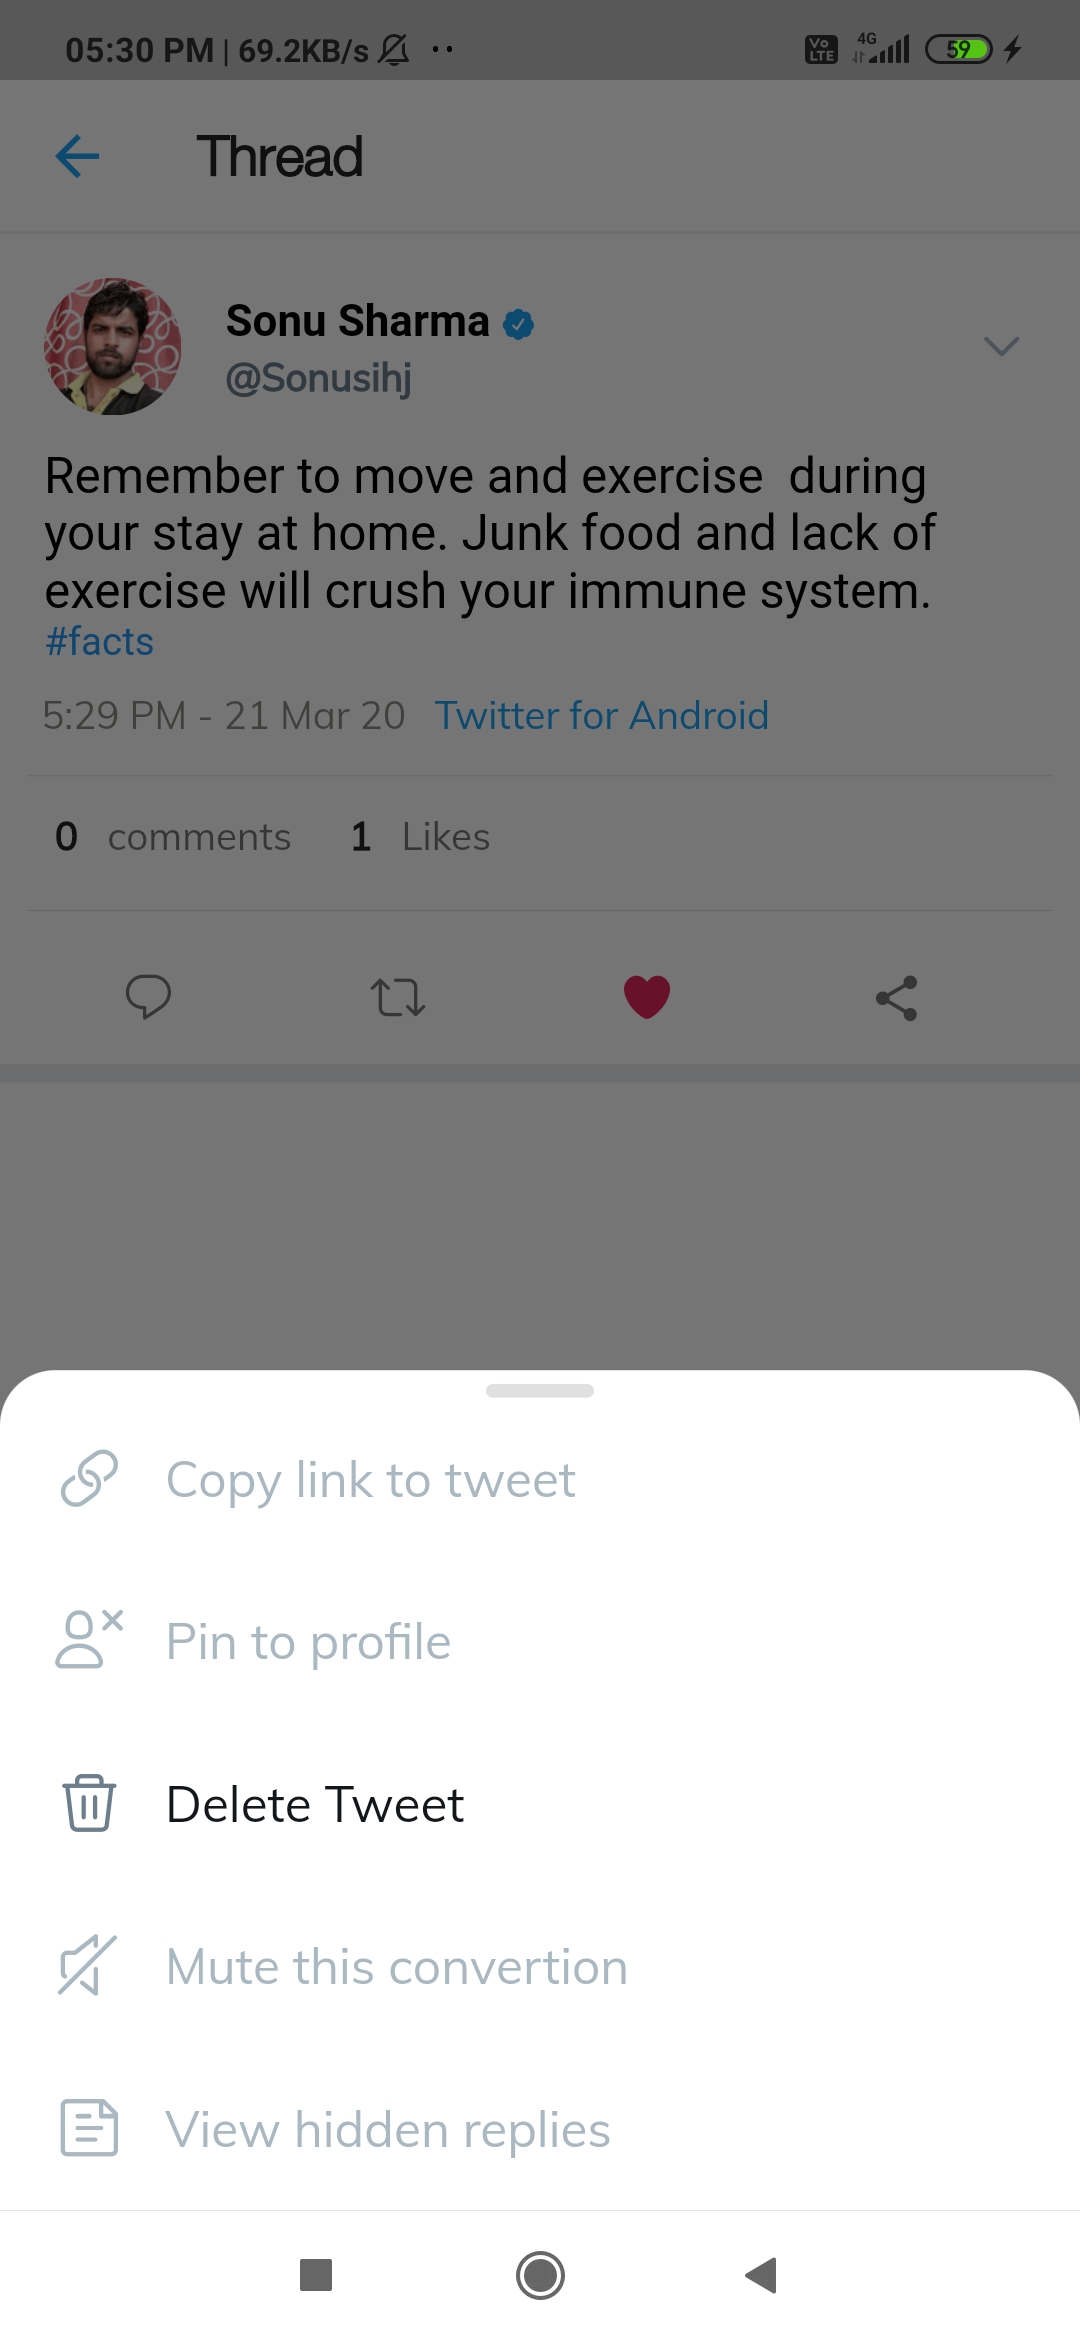 05:30 PM | 69.2KB/s
Vo LTE 4G 59
Thread
Sonu Sharma
@Sonusihj
Remember to move and exercise  during
your stay at home. Junk food and lack of
exercise will crush your immune system.
#facts
5:29 PM - 21 Mar 20 Twitter for Android
0 comments 1 Likes
Copy link to tweet
Pin to profile
Delete Tweet
Mute this convertion
View hidden replies